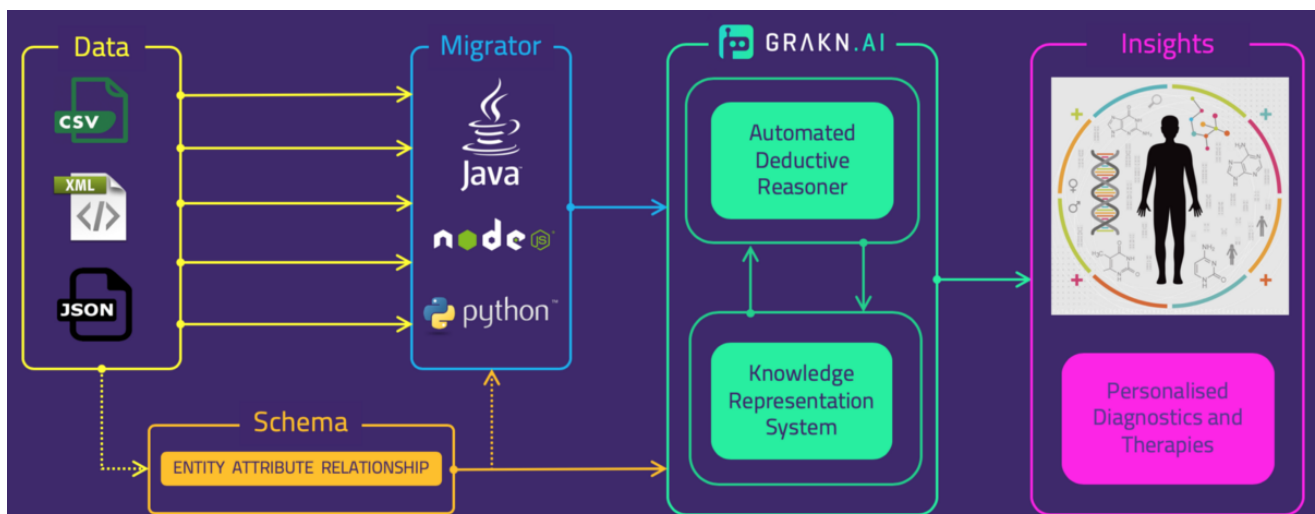 Data
CSV
XML
</>
JSON
Migrator
Java™
node
JS
python™
Schema
ENTITY ATTRIBUTE RELATIONSHIP
GRAKN.AI
Automated
Deductive
Reasoner
Knowledge
Representation
System
Insights
Personalised
Diagnostics and
Therapies